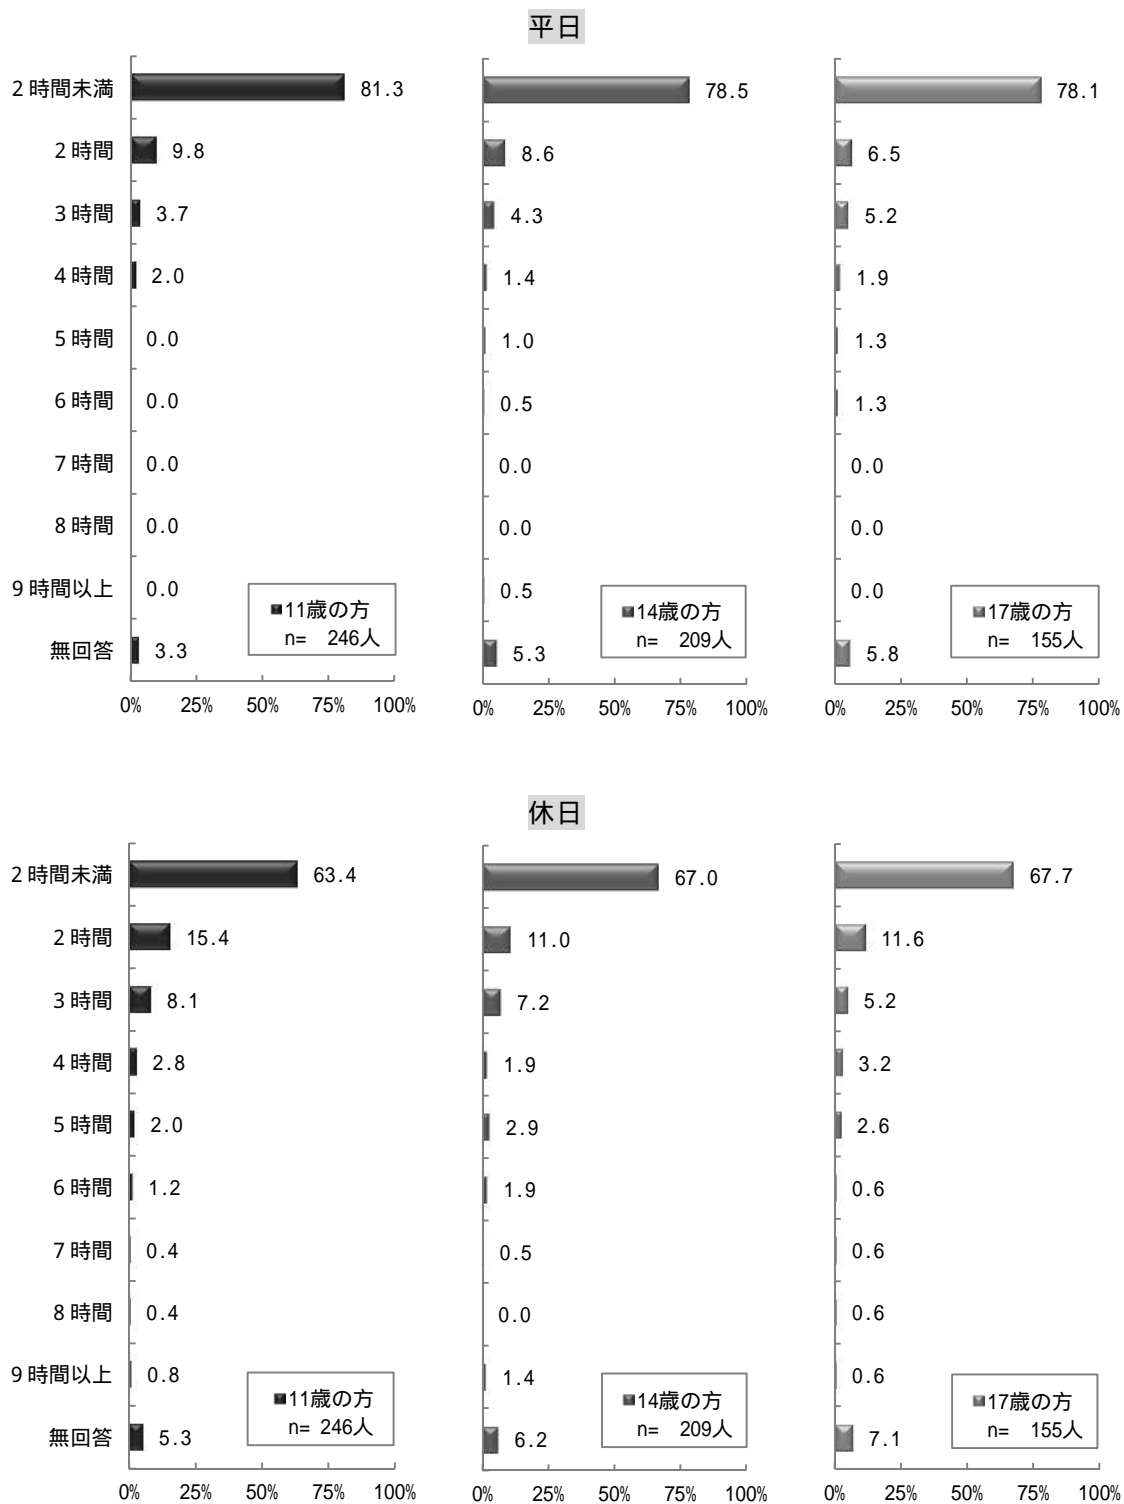 平日
2時間未満 81.3 78.5 78.1
2時間 9.8 8.6 6.5
3時間 3.7 4.3 5.2
4時間 2.0 1.4 1.9
5時間 0.0 1.0 1.3
6時間 0.0 0.5 1.3
7時間 0.0 0.0 0.0
8時間 0.0 0.0 0.0
9時間以上 0.0 0.5 0.0
無回答 3.3 5.3 5.8
■11歳の方 ■14歳の方 ■17歳の方
n= 246人 n= 209人 n= 155人
0% 25% 50% 75% 100% 0% 25% 50% 75% 100% 0% 25% 50% 75% 100%
休日
2時間未満 63.4 67.0 67.7
2時間 15.4 11.0 11.6
3時間 8.1 7.2 5.2
4時間 2.8 1.9 3.2
5時間 2.0 2.9 2.6
6時間 1.2 1.9 0.6
7時間 0.4 0.5 0.6
8時間 0.4 0.0 0.6
9時間以上 0.8 1.4 0.6
無回答 5.3 6.2 7.1
■11歳の方 ■14歳の方 ■17歳の方
n= 246人 n= 209人 n= 155人
0% 25% 50% 75% 100% 0% 25% 50% 75% 100% 0% 25% 50% 75% 100%